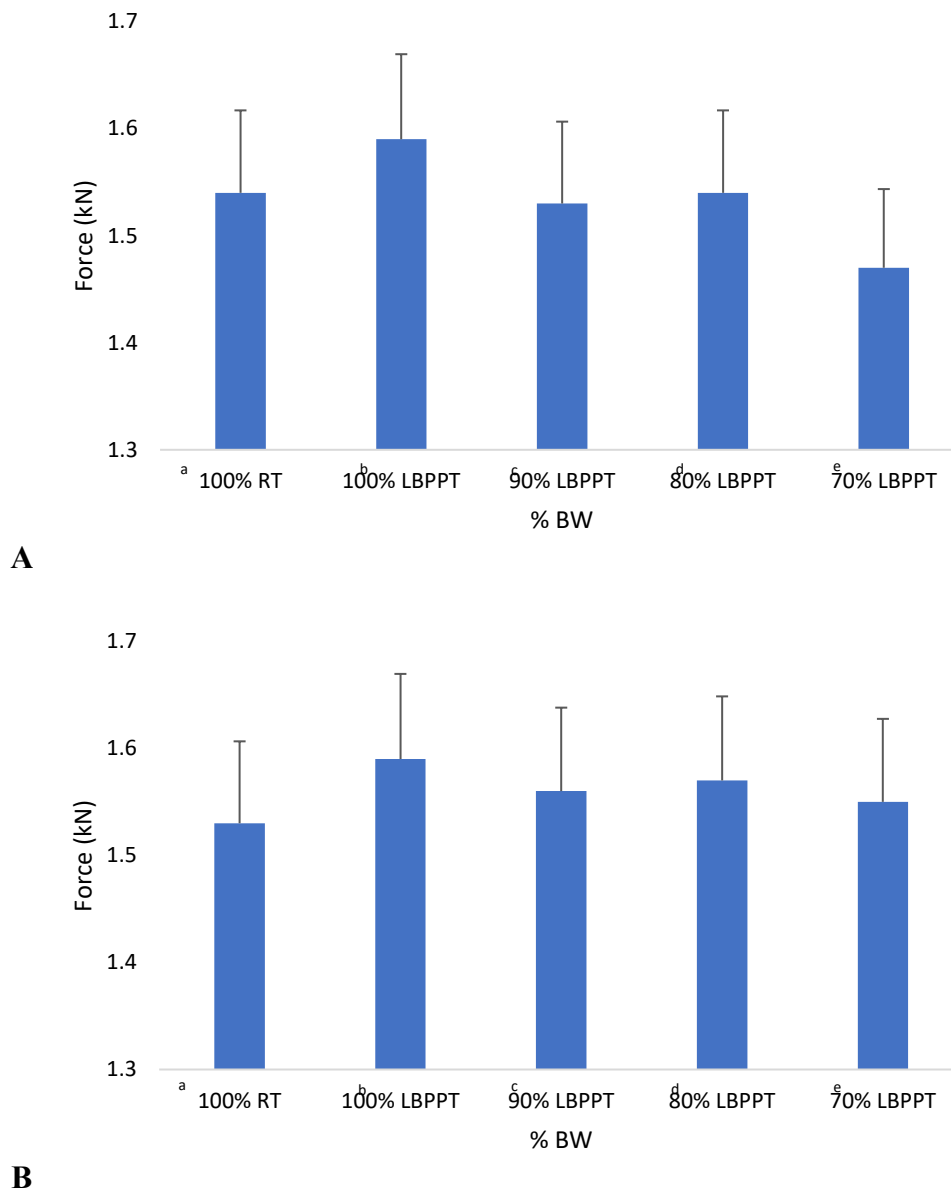 1.7
1.6
1.5
1.4
1.3
Force (kN)
a 100% RT b 100% LBPPT c 90% LBPPT d 80% LBPPT e 70% LBPPT
% BW
A
1.7
1.6
1.5
1.4
1.3
Force (kN)
a 100% RT b 100% LBPPT c 90% LBPPT d 80% LBPPT e 70% LBPPT
% BW
B